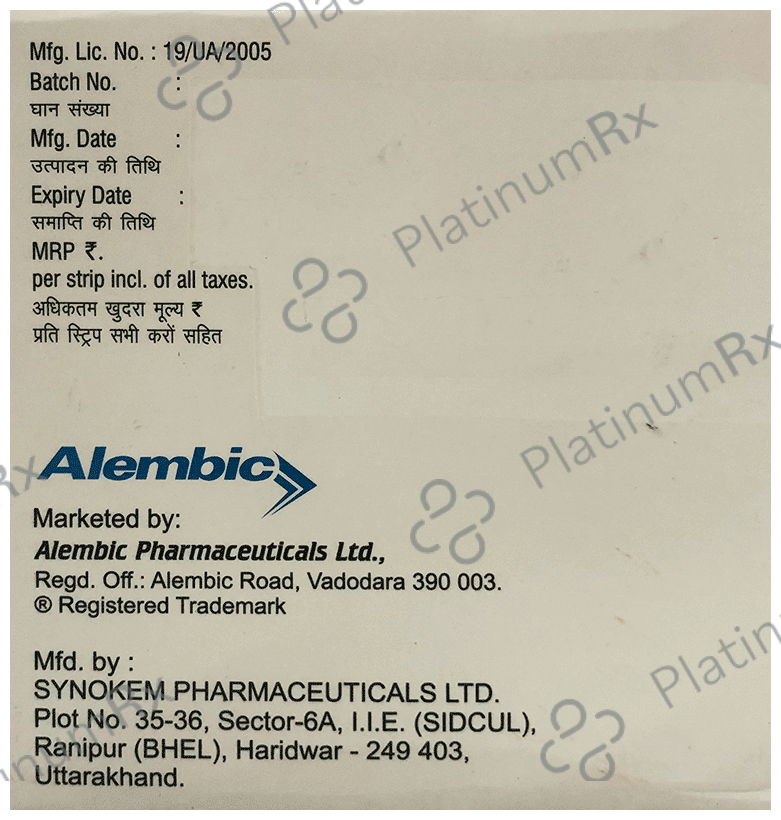 Mfg. Lic. No. : 19/UA/2005
Batch No. :
घान संख्या
Mfg. Date :
उत्पादन की तिथि
Expiry Date :
समाप्ति की तिथि
MRP ₹.
per strip incl. of all taxes.
अधिकतम खुदरा मूल्य ₹
प्रति स्ट्रिप सभी करों सहित
Alembic
Marketed by:
Alembic Pharmaceuticals Ltd.,
Regd. Off.: Alembic Road, Vadodara 390 003.
® Registered Trademark
Mfd. by :
SYNOKEM PHARMACEUTICALS LTD.
Plot No. 35-36, Sector-6A, I.I.E. (SIDCUL),
Ranipur (BHEL), Haridwar - 249 403,
Uttarakhand.
PlatinumRx
PlatinumRx